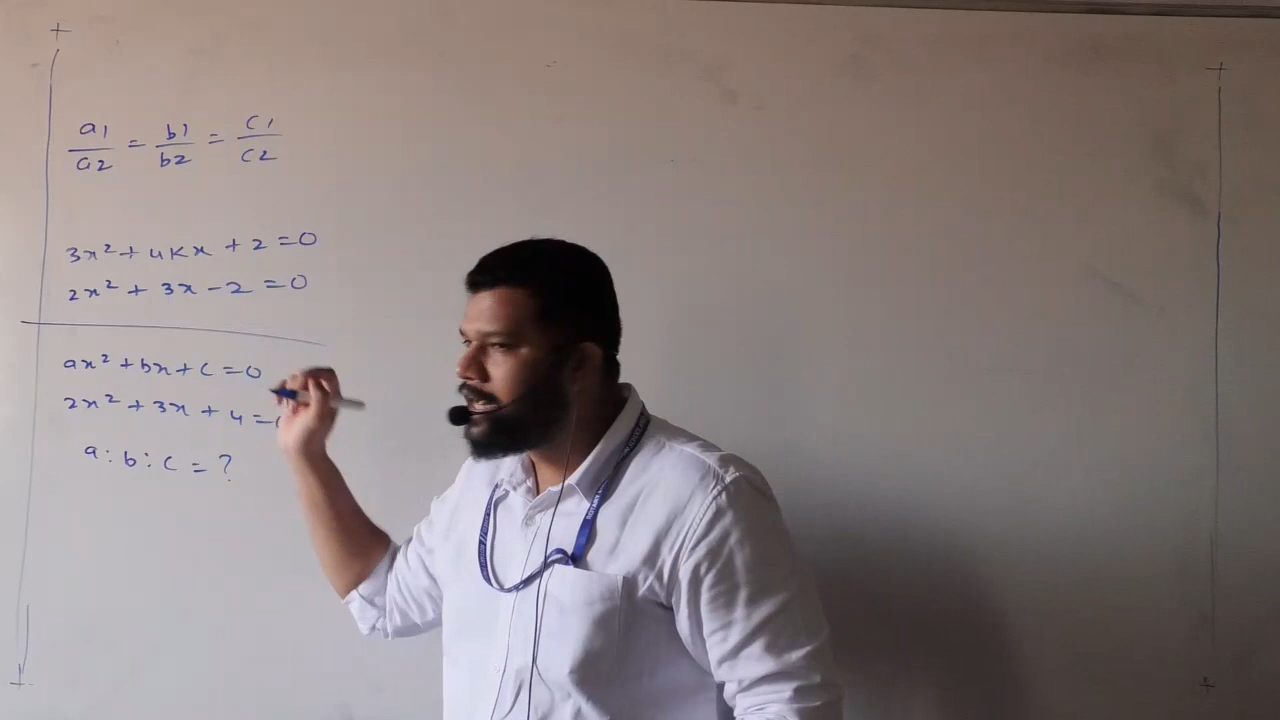 a1/a2 = b1/b2 = c1/c2
3x² + 4kx + 2 = 0
2x² + 3x - 2 = 0
ax² + bx + c = 0
2x² + 3x + 4 =
a : b : c = ?